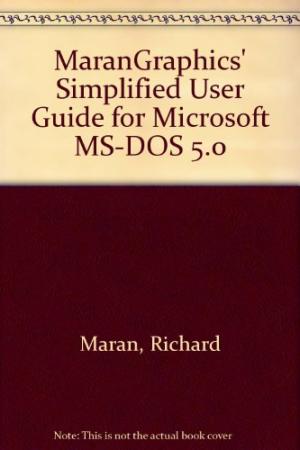 MaranGraphics'
Simplified User
Guide for Microsoft
MS-DOS 5.0
Maran, Richard
Note: This is not the actual book cover